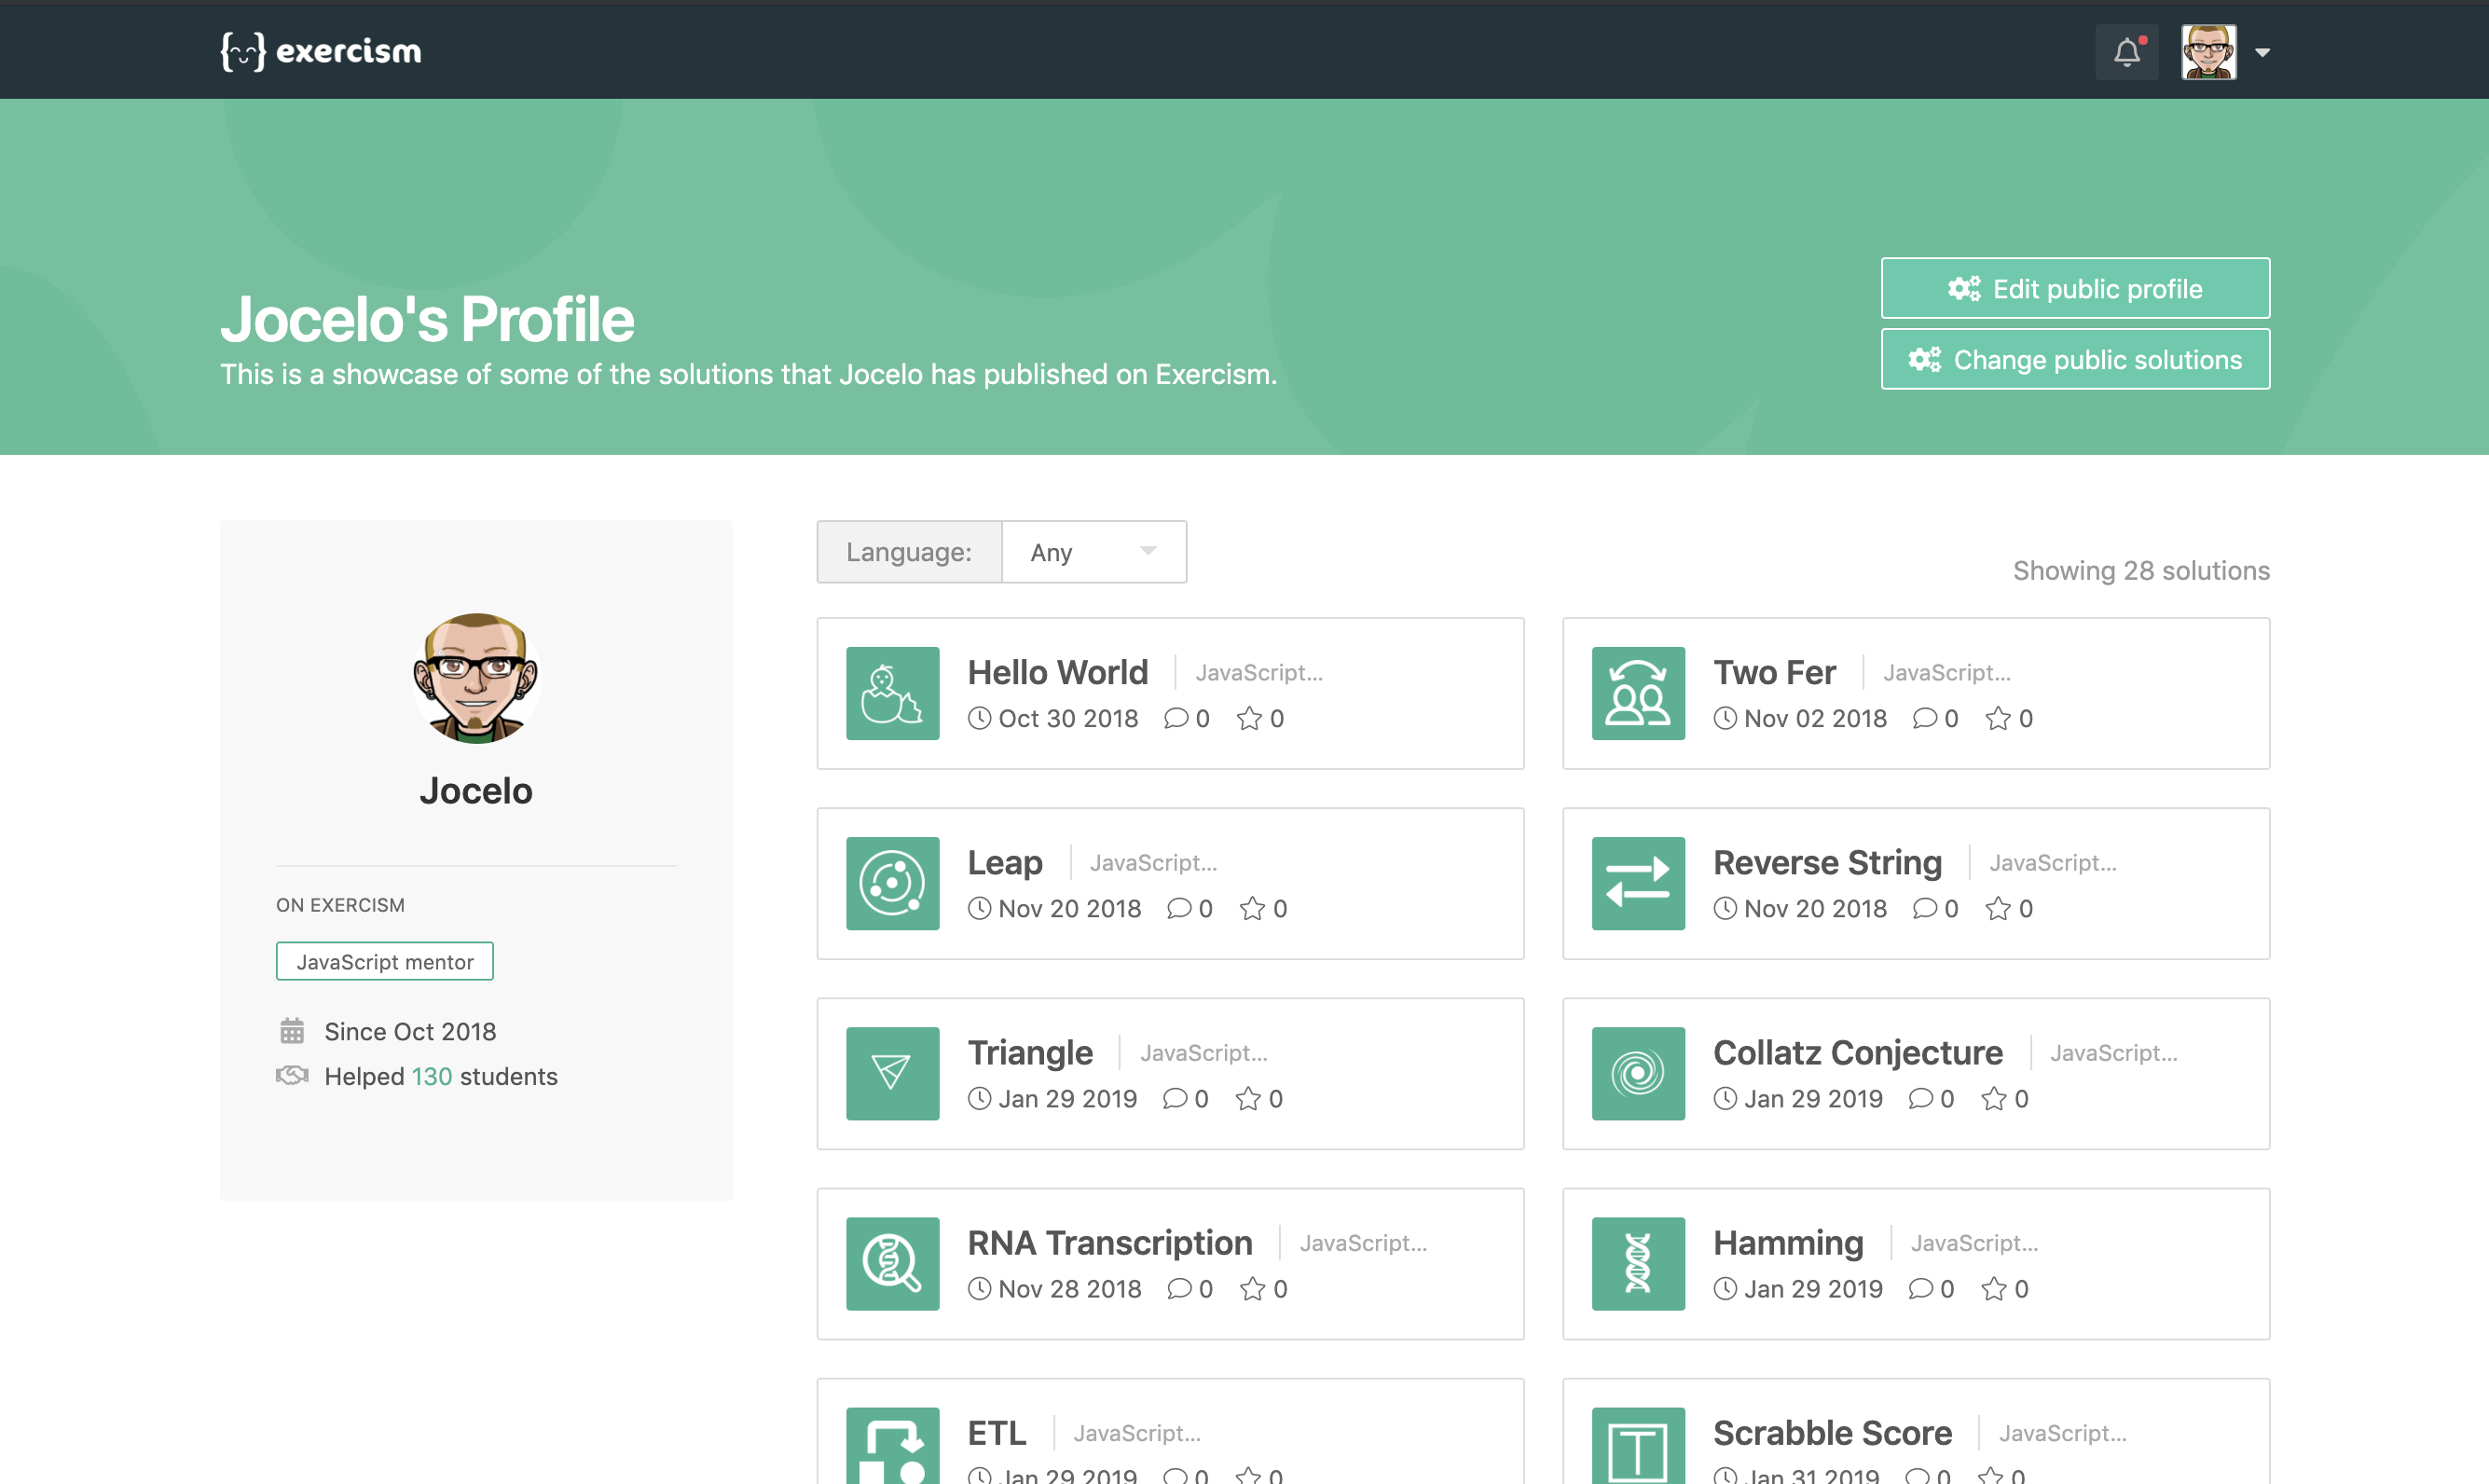 exercism
Edit public profile
Jocelo's Profile
Change public solutions
This is a showcase of some of the solutions that Jocelo has published on Exercism.
Jocelo
ON EXERCISM
JavaScript mentor
Since Oct 2018
Helped 130 students
Language: Any
Showing 28 solutions
Hello World JavaScript...
Oct 30 2018 0 0
Two Fer JavaScript...
Nov 02 2018 0 0
Leap JavaScript...
Nov 20 2018 0 0
Reverse String JavaScript...
Nov 20 2018 0 0
Triangle JavaScript...
Jan 29 2019 0 0
Collatz Conjecture JavaScript...
Jan 29 2019 0 0
RNA Transcription JavaScript...
Nov 28 2018 0 0
Hamming JavaScript...
Jan 29 2019 0 0
ETL JavaScript...
Jan 29 2019 0 0
T
Scrabble Score JavaScript...
Jan 31 2019 0 0